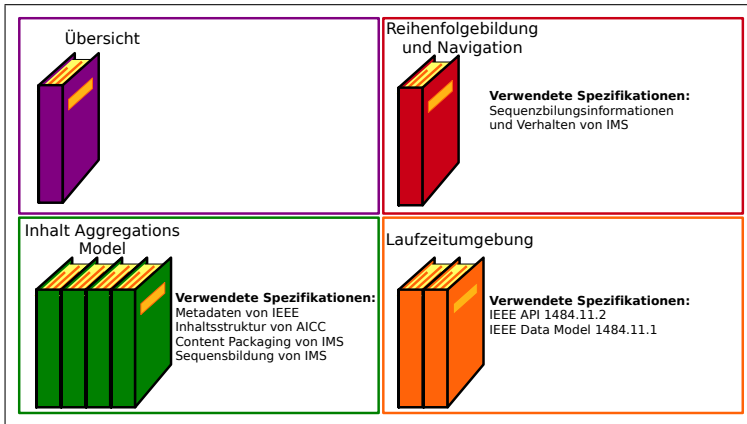 Übersicht
Reihenfolgebildung
und Navigation
Verwendete Spezifikationen:
Sequenzbilungsinformationen
und Verhalten von IMS
Inhalt Aggregations
Model
Verwendete Spezifikationen:
Metadaten von IEEE
Inhaltsstruktur von AICC
Content Packaging von IMS
Sequensbildung von IMS
Laufzeitumgebung
Verwendete Spezifikationen:
IEEE API 1484.11.2
IEEE Data Model 1484.11.1